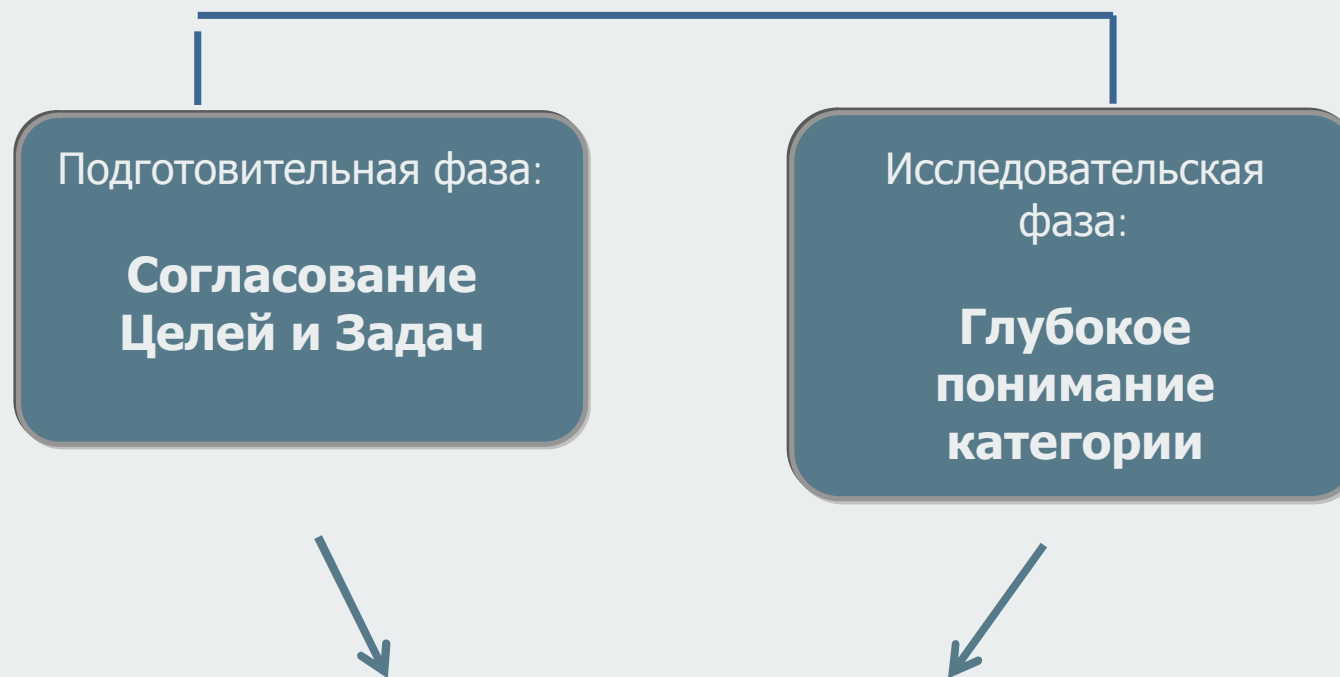 Подготовительная фаза:
Согласование
Целей и Задач
Исследовательская
фаза:
Глубокое
понимание
категории